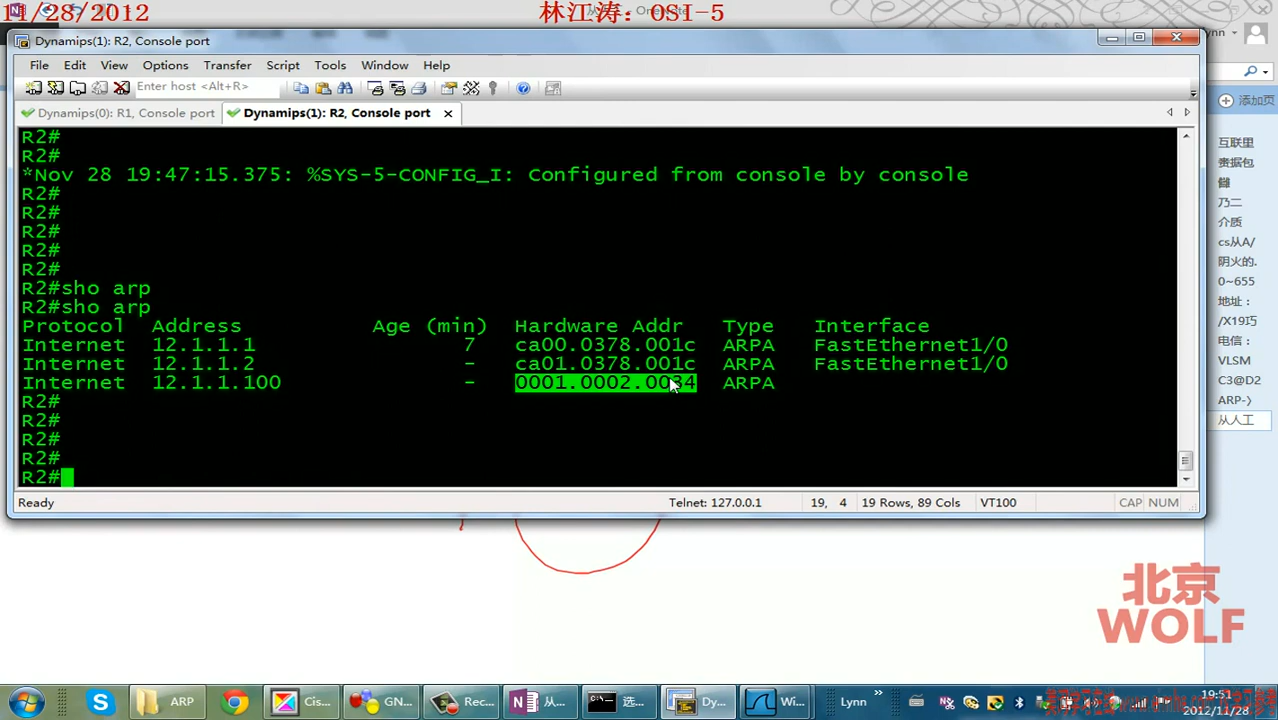 11/28/2012
林江涛：OSI-5
Dynamips(1): R2, Console port
File Edit View Options Transfer Script Tools Window Help
Enter host <Alt+R>
Dynamips(0): R1, Console port
Dynamips(1): R2, Console port
R2#
R2#
*Nov 28 19:47:15.375: %SYS-5-CONFIG_I: Configured from console by console
R2#
R2#
R2#
R2#
R2#
R2#sho arp
R2#sho arp
Protocol Address Age (min) Hardware Addr Type Interface
Internet 12.1.1.1 7 ca00.0378.001c ARPA FastEthernet1/0
Internet 12.1.1.2 - ca01.0378.001c ARPA FastEthernet1/0
Internet 12.1.1.100 - 0001.0002.0034 ARPA
R2#
R2#
R2#
R2#
R2#
Ready Telnet: 127.0.0.1 19, 4 19 Rows, 89 Cols VT100 CAP NUM
添加页
互联里
乃二
介质
cs从A/
阴火的.
0~655
地址：
/X19巧
电信：
VLSM
C3@D2
ARP-〉
从人工
北京
WOLF
ARP
Cis...
GN...
Rec...
从...
选...
Dy...
Wi...
Lynn
19:51
2012/11/28